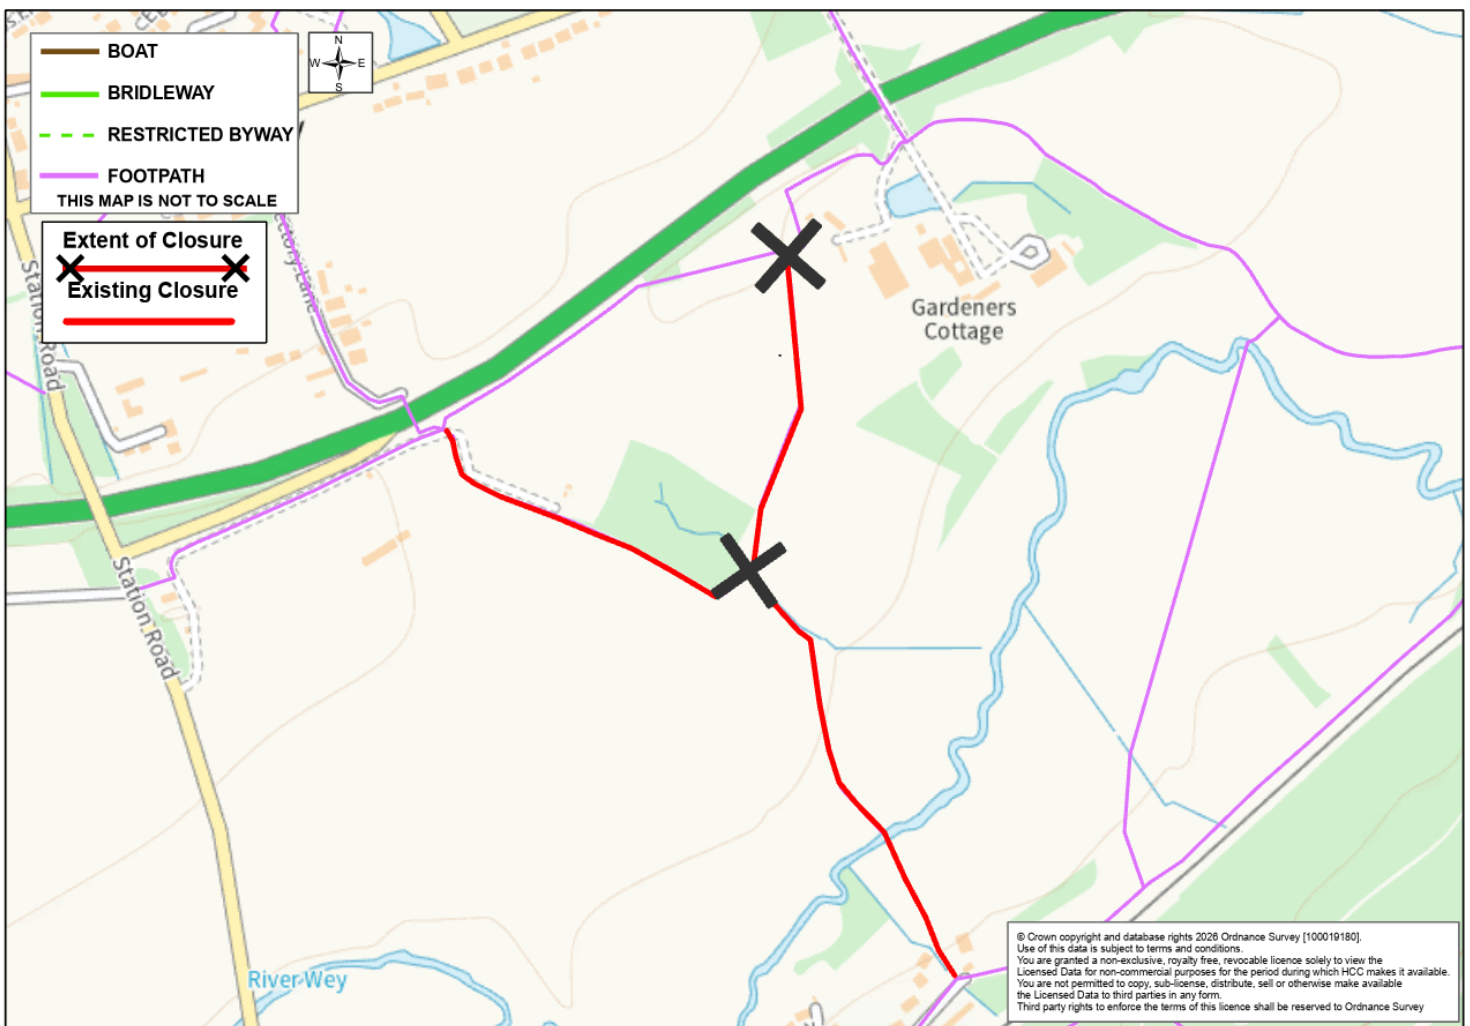 BOAT
BRIDLEWAY
RESTRICTED BYWAY
FOOTPATH
THIS MAP IS NOT TO SCALE
N
W E
S
Extent of Closure
Existing Closure
Station Road
Gardeners
Cottage
Station Road
River Wey
© Crown copyright and database rights 2026 Ordnance Survey [100019180].
Use of this data is subject to terms and conditions.
You are granted a non-exclusive, royalty free, revocable licence solely to view the
Licensed Data for non-commercial purposes for the period during which HCC makes it available.
You are not permitted to copy, sub-license, distribute, sell or otherwise make available
the Licensed Data to third parties in any form.
Third party rights to enforce the terms of this licence shall be reserved to Ordnance Survey